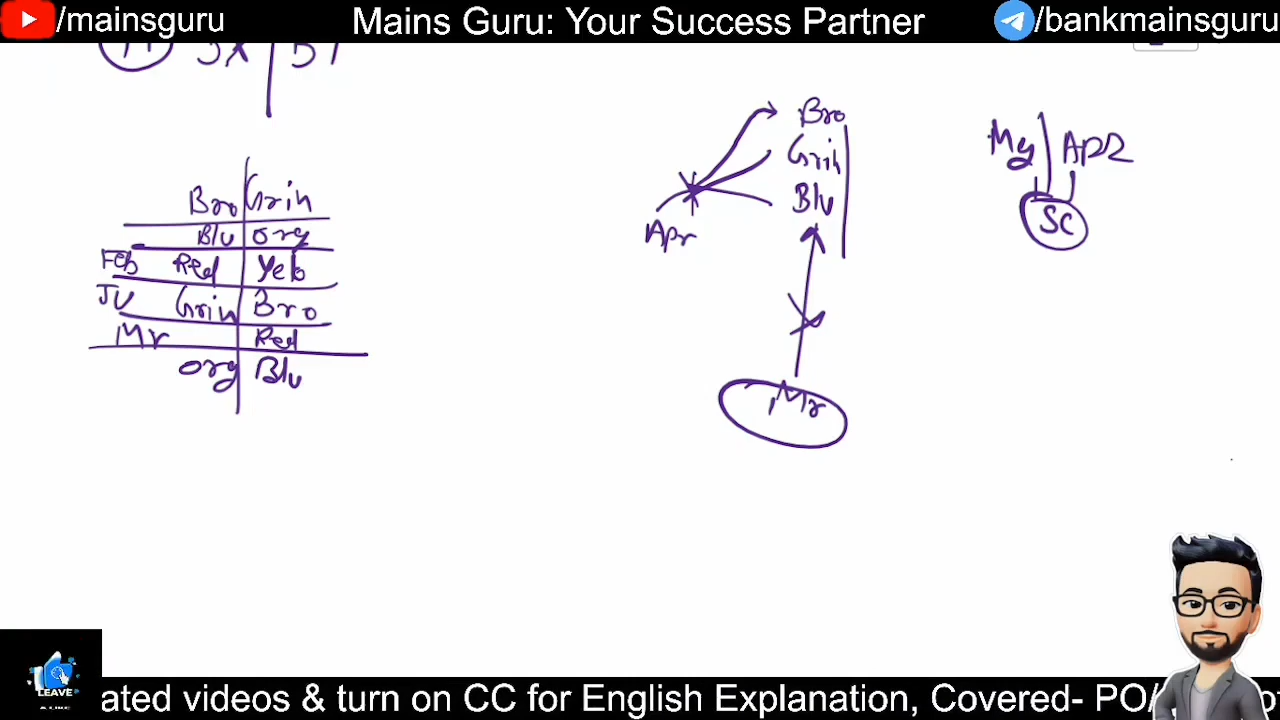 /mainsguru Mains Guru: Your Success Partner /bankmainsguru
Bro Grin
Blu Org
Feb Red Yelo
JU Grin Bro
Mr Red
Org Blu
Bro
Grin
Blu
Apr
Mr
My APR
SC
LEAVE
A LIKE
ated videos & turn on CC for English Explanation, Covered- PO/